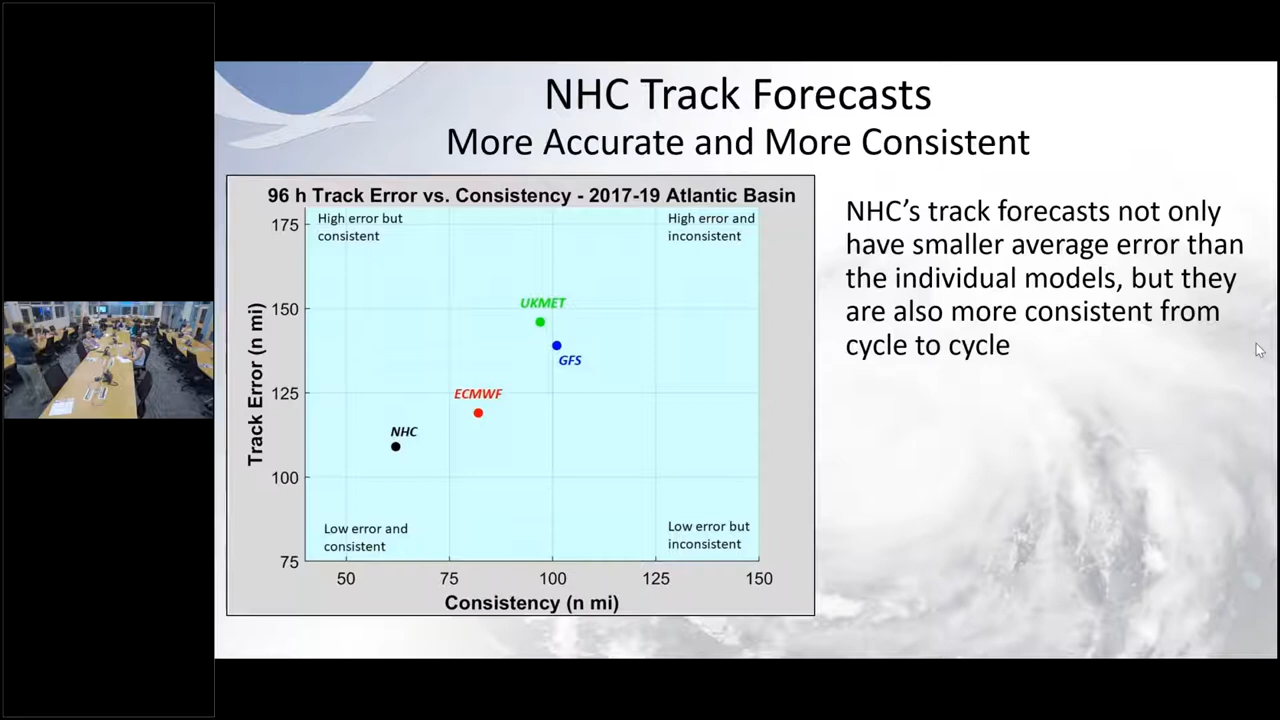 NHC Track Forecasts
More Accurate and More Consistent
96 h Track Error vs. Consistency - 2017-19 Atlantic Basin
High error but
consistent
High error and
inconsistent
175
150
125
100
75
Track Error (n mi)
UKMET
GFS
ECMWF
NHC
Low error and
consistent
Low error but
inconsistent
50
75
100
125
150
Consistency (n mi)
NHC’s track forecasts not only
have smaller average error than
the individual models, but they
are also more consistent from
cycle to cycle